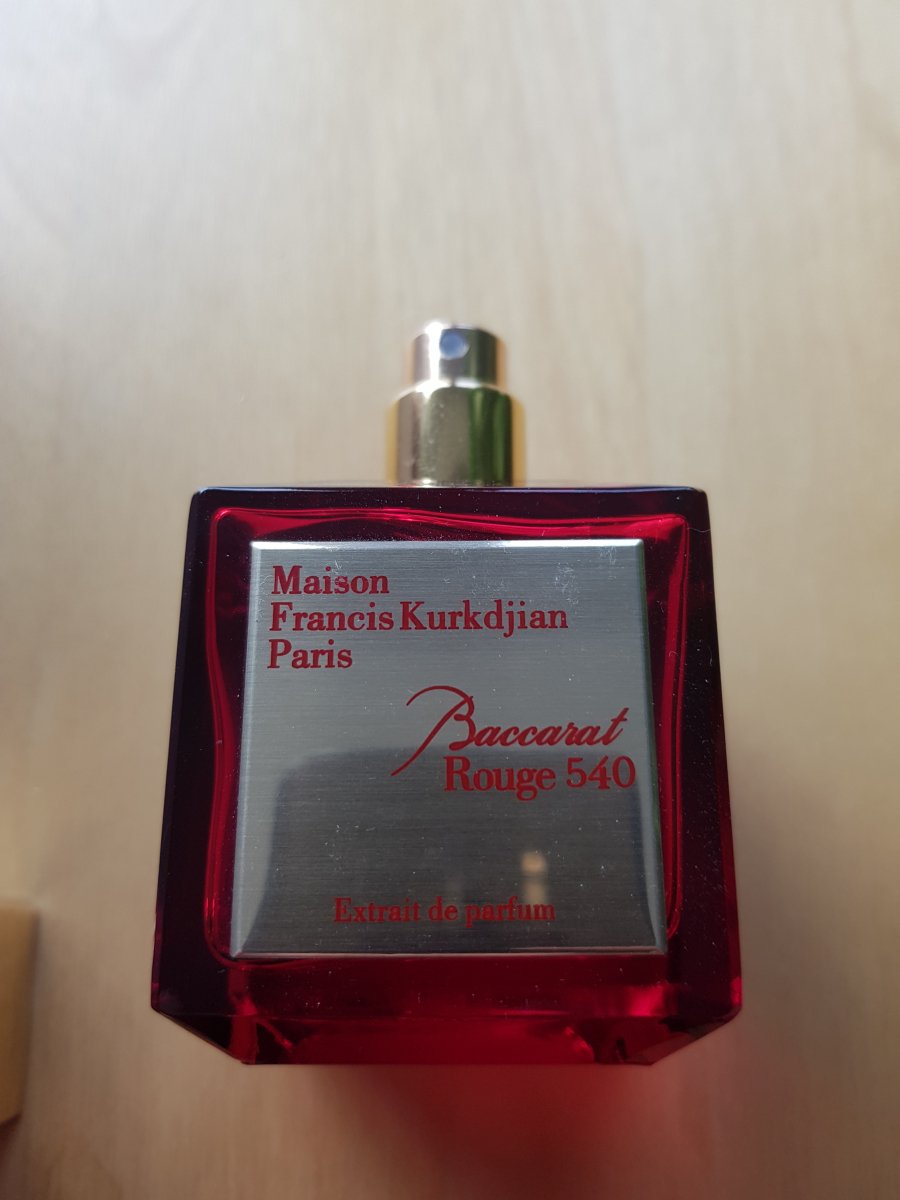 Maison
Francis Kurkdjian
Paris
Baccarat
Rouge 540
Extrait de parfum